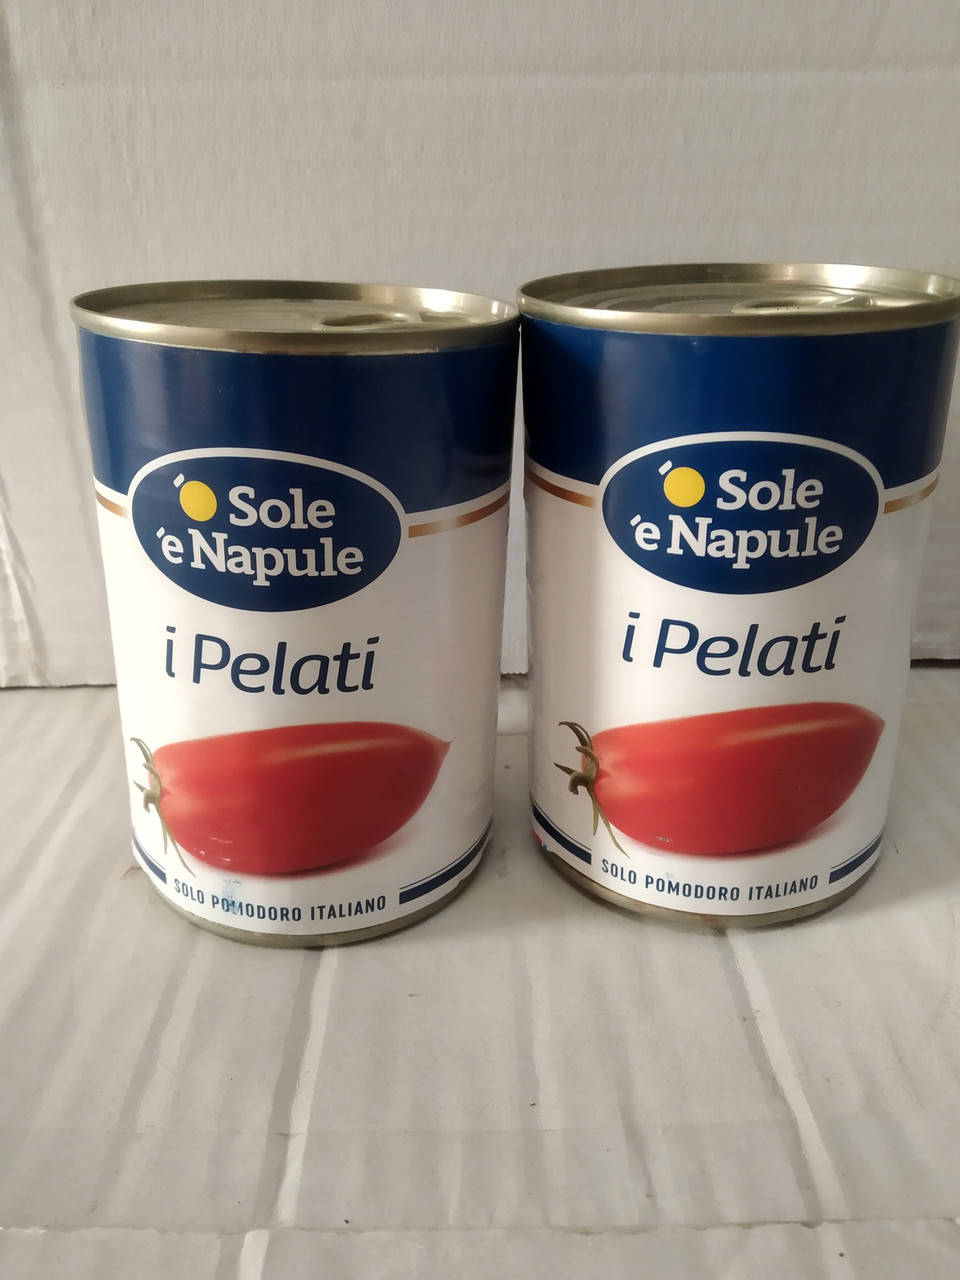 'O Sole
'e Napule
i Pelati
SOLO POMODORO ITALIANO
'O Sole
'e Napule
i Pelati
SOLO POMODORO ITALIANO